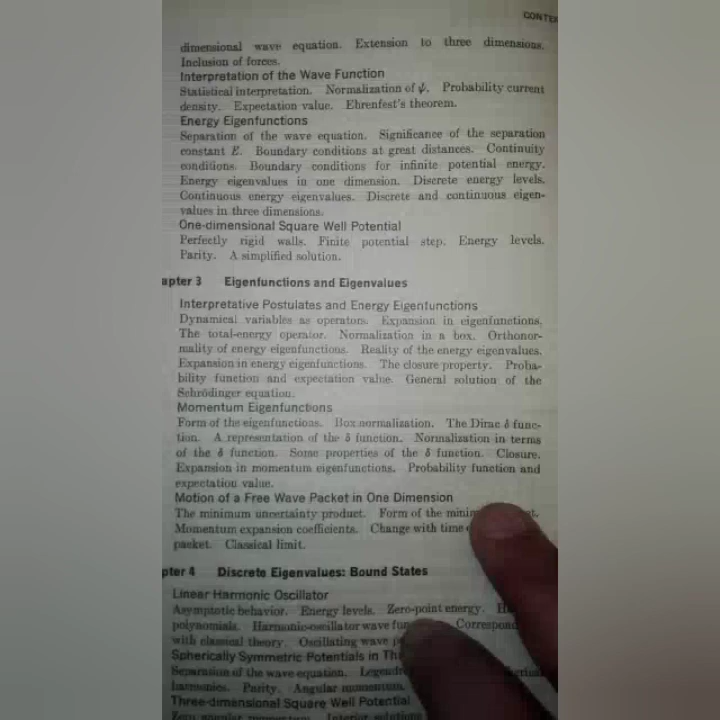 CONTE
dimensional wave equation. Extension to three dimensions.
Inclusion of forces.
Interpretation of the Wave Function
Statistical interpretation. Normalization of ψ. Probability current
density. Expectation value. Ehrenfest's theorem.
Energy Eigenfunctions
Separation of the wave equation. Significance of the separation
constant E. Boundary conditions at great distances. Continuity
conditions. Boundary conditions for infinite potential energy.
Energy eigenvalues in one dimension. Discrete energy levels.
Continuous energy eigenvalues. Discrete and continuous eigen-
values in three dimensions.
One-dimensional Square Well Potential
Perfectly rigid walls. Finite potential step. Energy levels.
Parity. A simplified solution.
apter 3 Eigenfunctions and Eigenvalues
Interpretative Postulates and Energy Eigenfunctions
Dynamical variables as operators. Expansion in eigenfunctions.
The total-energy operator. Normalization in a box. Orthonor-
mality of energy eigenfunctions. Reality of the energy eigenvalues.
Expansion in energy eigenfunctions. The closure property. Proba-
bility function and expectation value. General solution of the
Schrödinger equation.
Momentum Eigenfunctions
Form of the eigenfunctions. Box normalization. The Dirac δ func-
tion. A representation of the δ function. Normalization in terms
of the δ function. Some properties of the δ function. Closure.
Expansion in momentum eigenfunctions. Probability function and
expectation value.
Motion of a Free Wave Packet in One Dimension
The minimum uncertainty product. Form of the minim
Momentum expansion coefficients. Change with time
packet. Classical limit.
pter 4 Discrete Eigenvalues: Bound States
Linear Harmonic Oscillator
Asymptotic behavior. Energy levels. Zero-point energy. H
polynomials. Harmonic-oscillator wave fun Correspond
with classical theory. Oscillating wave p
Spherically Symmetric Potentials in Th
Separation of the wave equation. Legendr
harmonics. Parity. Angular momentum.
Three-dimensional Square Well Potential
Zero angular momentum. Interior solutions